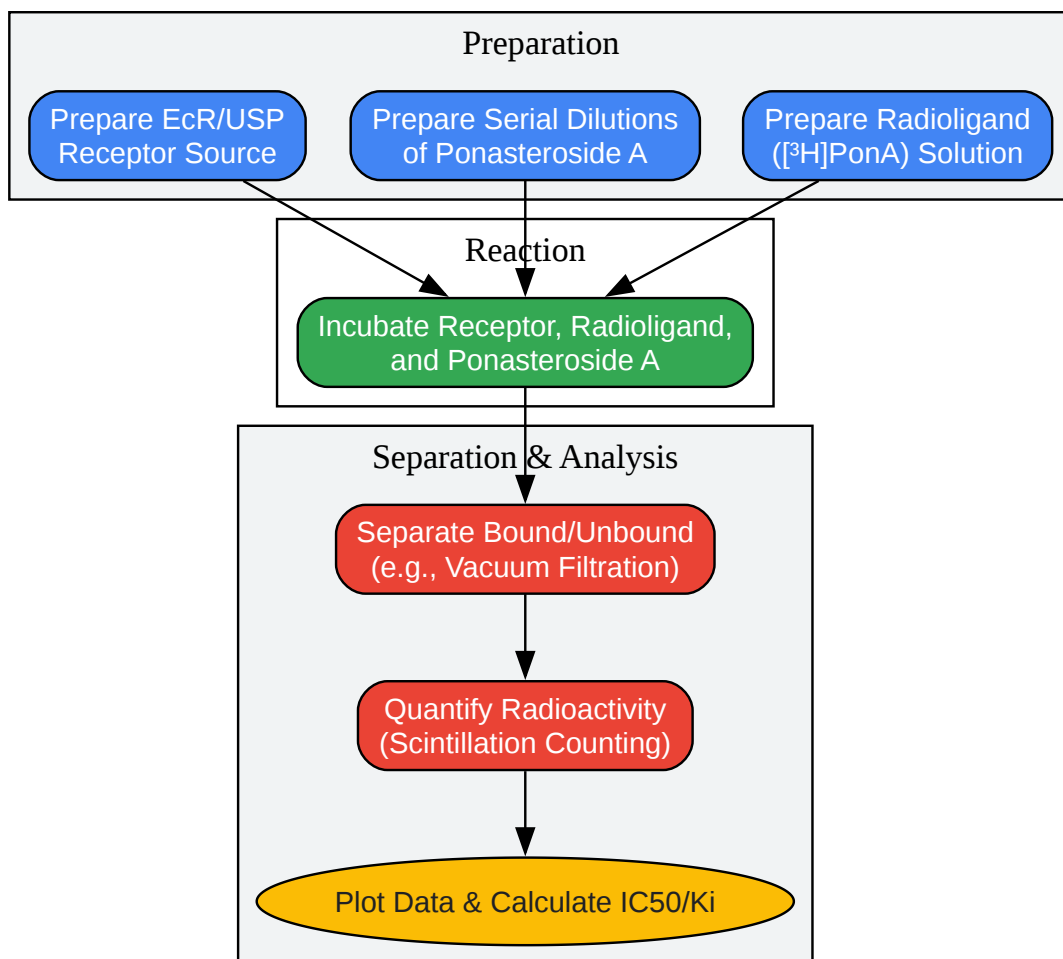 Preparation
Prepare EcR/USP
Receptor Source
Prepare Serial Dilutions
of Ponasteroside A
Prepare Radioligand
([³H]PonA) Solution
Reaction
Incubate Receptor, Radioligand,
and Ponasteroside A
Separation & Analysis
Separate Bound/Unbound
(e.g., Vacuum Filtration)
Quantify Radioactivity
(Scintillation Counting)
Plot Data & Calculate IC50/Ki